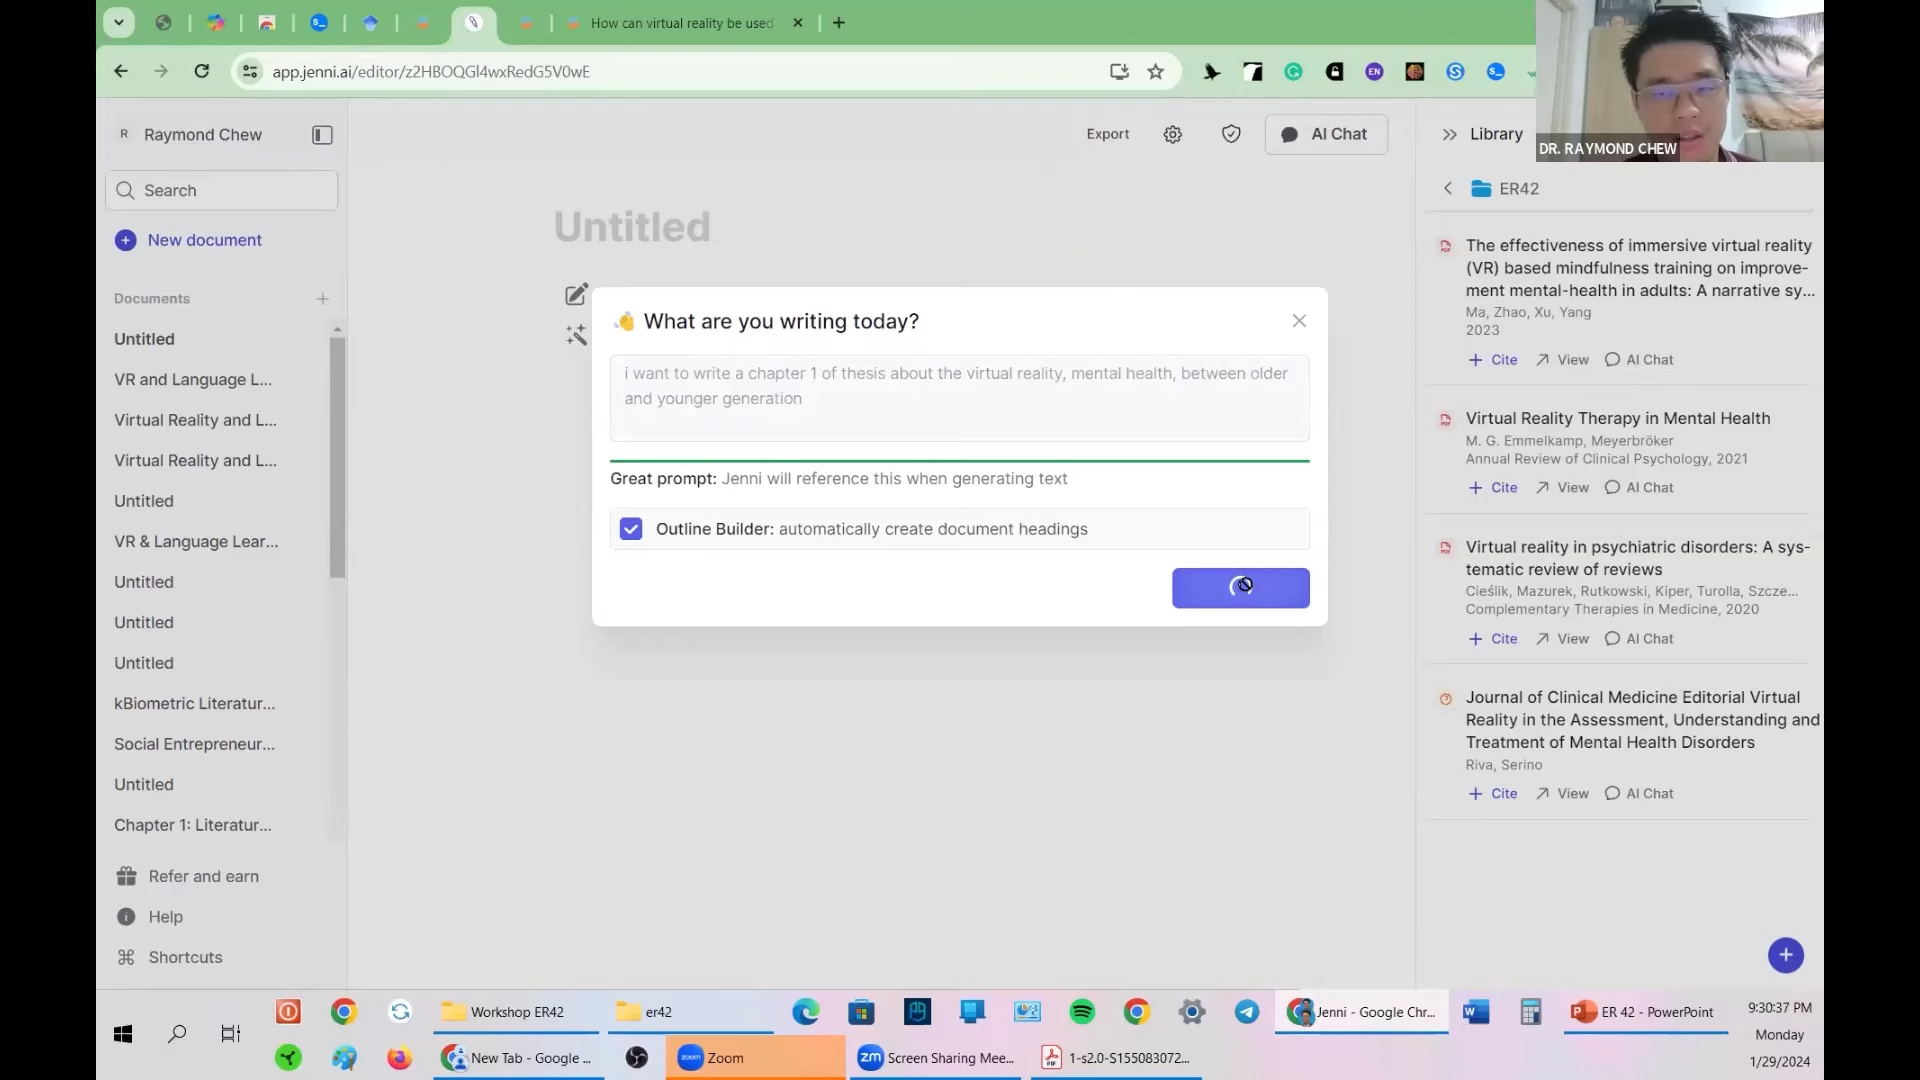 How can virtual reality be used
app.jenni.ai/editor/z2HBOQGl4wxRedG5V0wE
EN
DR. RAYMOND CHEW
R Raymond Chew
Export
AI Chat
Library
Search
ER42
New document
Untitled
Documents
Untitled
VR and Language L...
Virtual Reality and L...
Virtual Reality and L...
Untitled
VR & Language Lear...
Untitled
Untitled
Untitled
kBiometric Literatur...
Social Entrepreneur...
Untitled
Chapter 1: Literatur...
Refer and earn
Help
Shortcuts
👋 What are you writing today?
i want to write a chapter 1 of thesis about the virtual reality, mental health, between older
and younger generation
Great prompt: Jenni will reference this when generating text
Outline Builder: automatically create document headings
The effectiveness of immersive virtual reality
(VR) based mindfulness training on improve-
ment mental-health in adults: A narrative sy...
Ma, Zhao, Xu, Yang
2023
Cite View AI Chat
Virtual Reality Therapy in Mental Health
M. G. Emmelkamp, Meyerbröker
Annual Review of Clinical Psychology, 2021
Cite View AI Chat
Virtual reality in psychiatric disorders: A sys-
tematic review of reviews
Cieślik, Mazurek, Rutkowski, Kiper, Turolla, Szcze...
Complementary Therapies in Medicine, 2020
Cite View AI Chat
Journal of Clinical Medicine Editorial Virtual
Reality in the Assessment, Understanding and
Treatment of Mental Health Disorders
Riva, Serino
Cite View AI Chat
Workshop ER42
er42
Jenni - Google Chr...
ER 42 - PowerPoint
New Tab - Google ...
zoom Zoom
zm Screen Sharing Mee...
1-s2.0-S155083072...
9:30:37 PM
Monday
1/29/2024